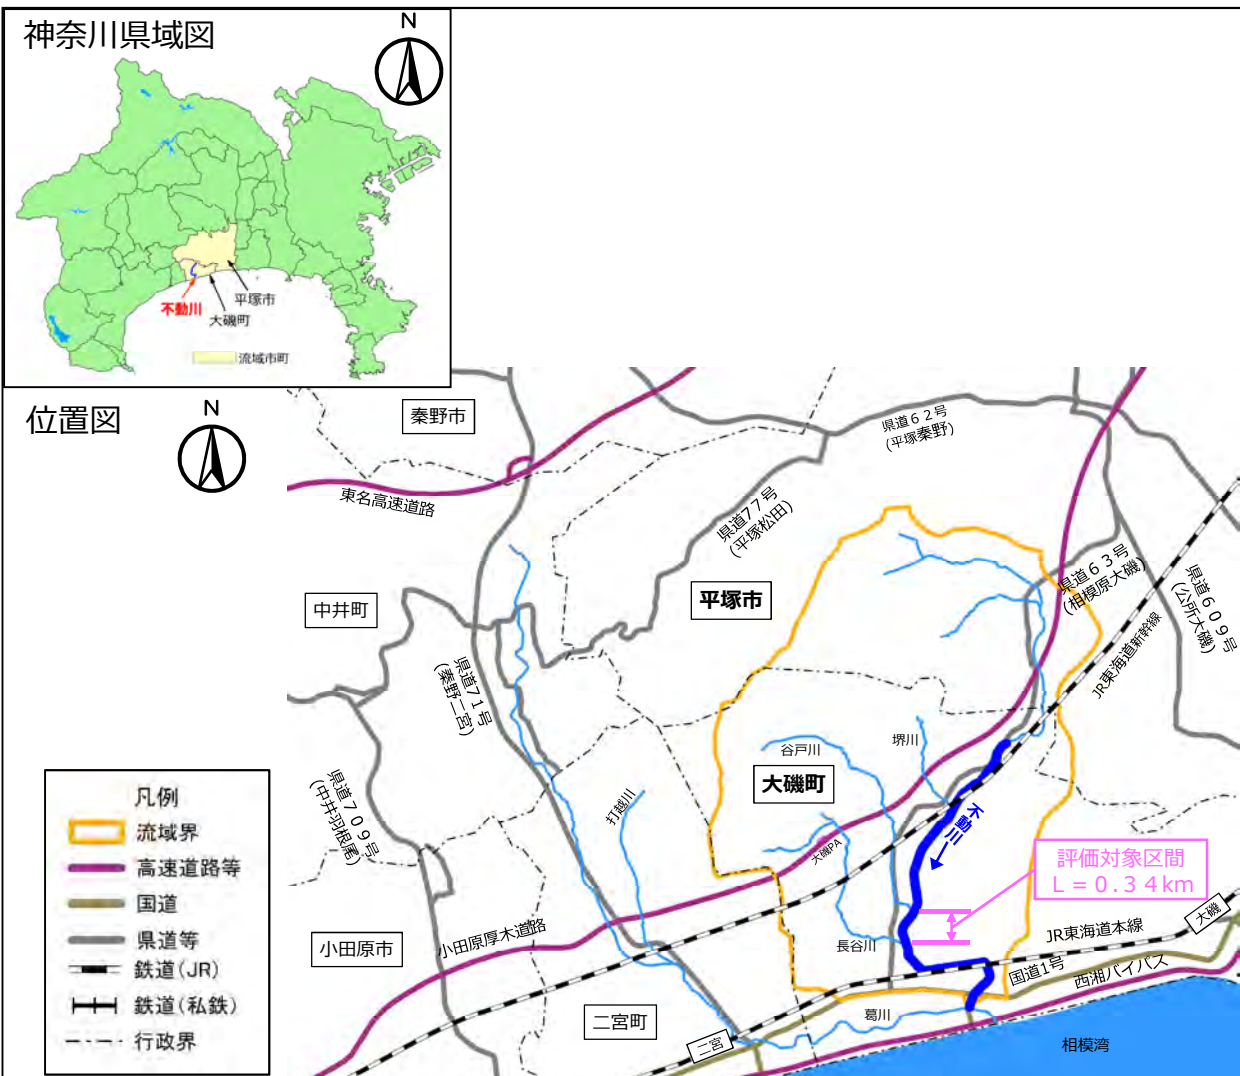 神奈川県域図
N
不動川
平塚市
大磯町
流域市町
位置図
N
秦野市
東名高速道路
県道62号
(平塚秦野)
県道77号
(平塚松田)
平塚市
県道63号
(相模原大磯)
県道609号
(公所大磯)
JR東海道新幹線
中井町
県道71号
(秦野二宮)
谷戸川
堺川
大磯町
打越川
大磯PA
不動川
県道709号
(中井羽根尾)
評価対象区間
L=0.34km
小田原市
小田原厚木道路
長谷川
JR東海道本線
大磯
国道1号
西湘バイパス
二宮町
二宮
葛川
相模湾
凡例
流域界
高速道路等
国道
県道等
鉄道(JR)
鉄道(私鉄)
行政界